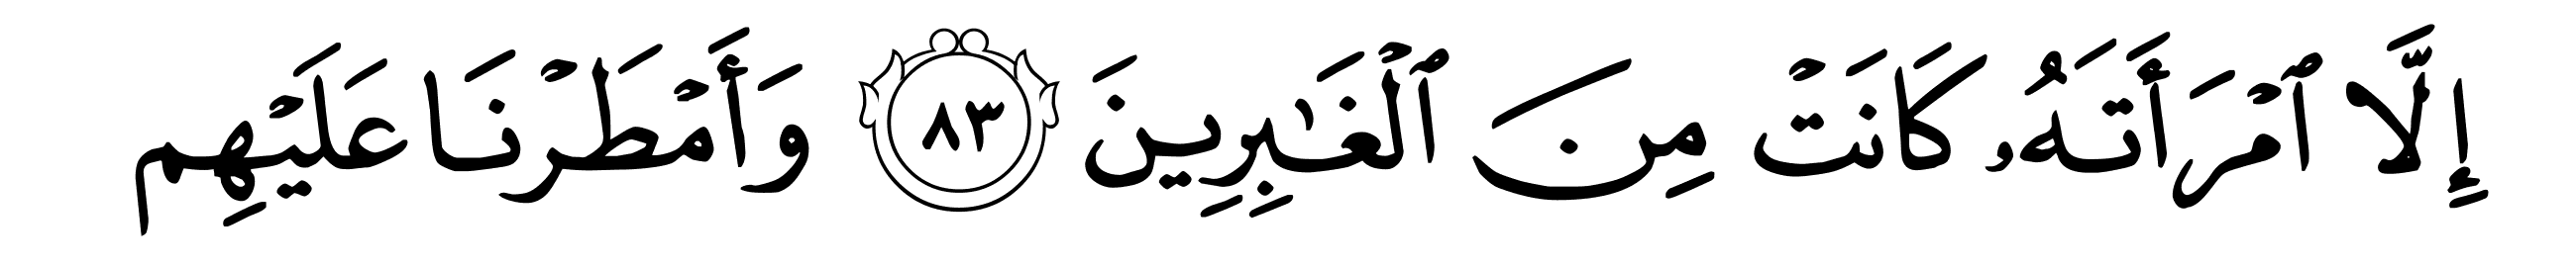 إِلَّا ٱمْرَأَتَهُۥ كَانَتْ مِنَ ٱلْغَـٰبِرِينَ ٨٣ وَأَمْطَرْنَا عَلَيْهِم